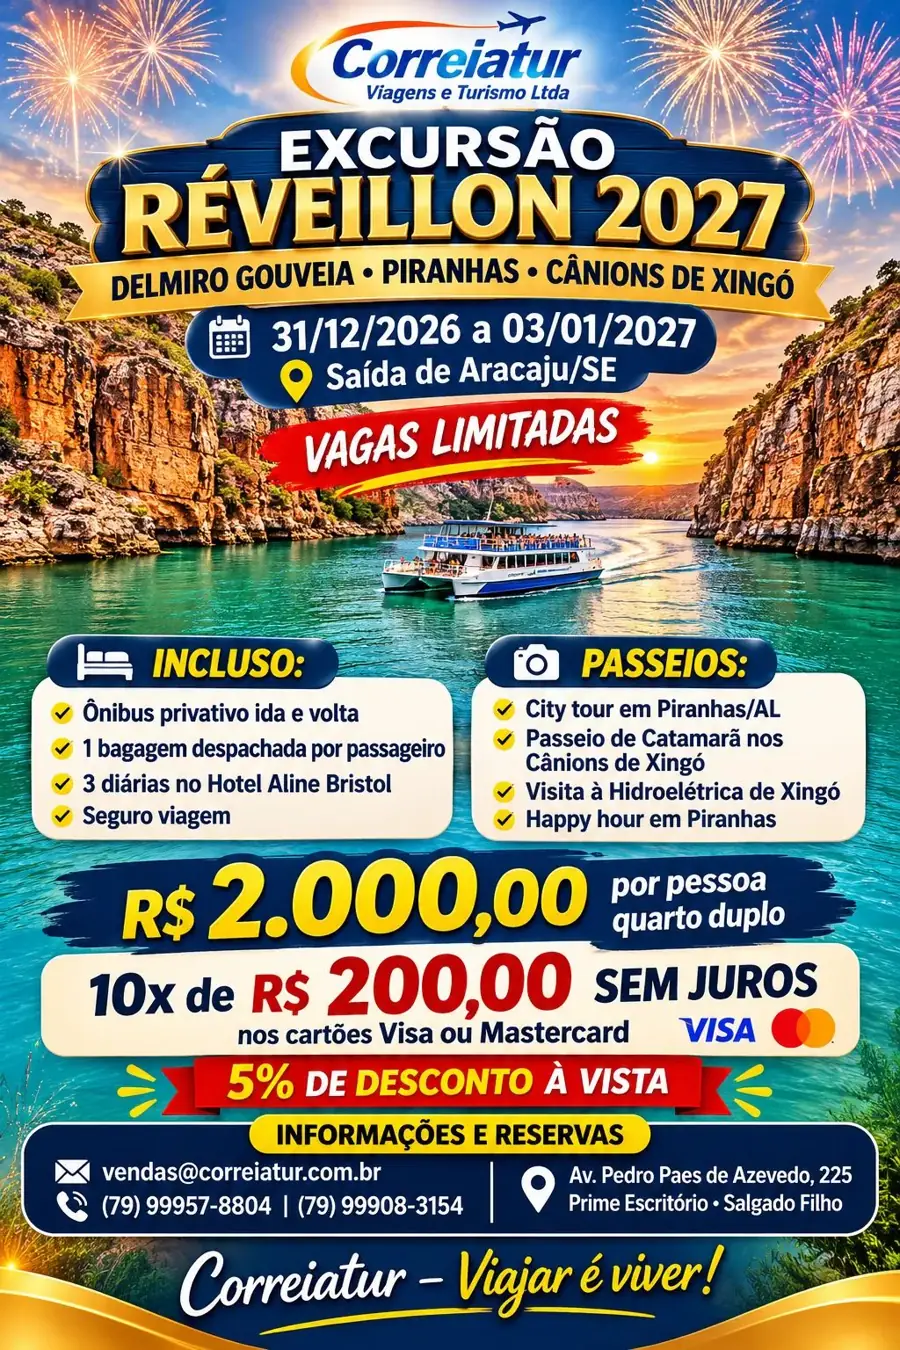 Correiatur
Viagens e Turismo Ltda
EXCURSÃO
RÉVEILLON 2027
DELMIRO GOUVEIA • PIRANHAS • CÂNIONS DE XINGÓ
31/12/2026 a 03/01/2027
Saída de Aracaju/SE
VAGAS LIMITADAS
INCLUSO:
Ônibus privativo ida e volta
1 bagagem despachada por passageiro
3 diárias no Hotel Aline Bristol
Seguro viagem
PASSEIOS:
City tour em Piranhas/AL
Passeio de Catamarã nos
Cânions de Xingó
Visita à Hidroelétrica de Xingó
Happy hour em Piranhas
R$ 2.000,00
por pessoa
quarto duplo
10x de R$ 200,00 SEM JUROS
nos cartões Visa ou Mastercard
VISA
5% DE DESCONTO À VISTA
INFORMAÇÕES E RESERVAS
vendas@correiatur.com.br
(79) 99957-8804 | (79) 99908-3154
Av. Pedro Paes de Azevedo, 225
Prime Escritório • Salgado Filho
Correiatur – Viajar é viver!